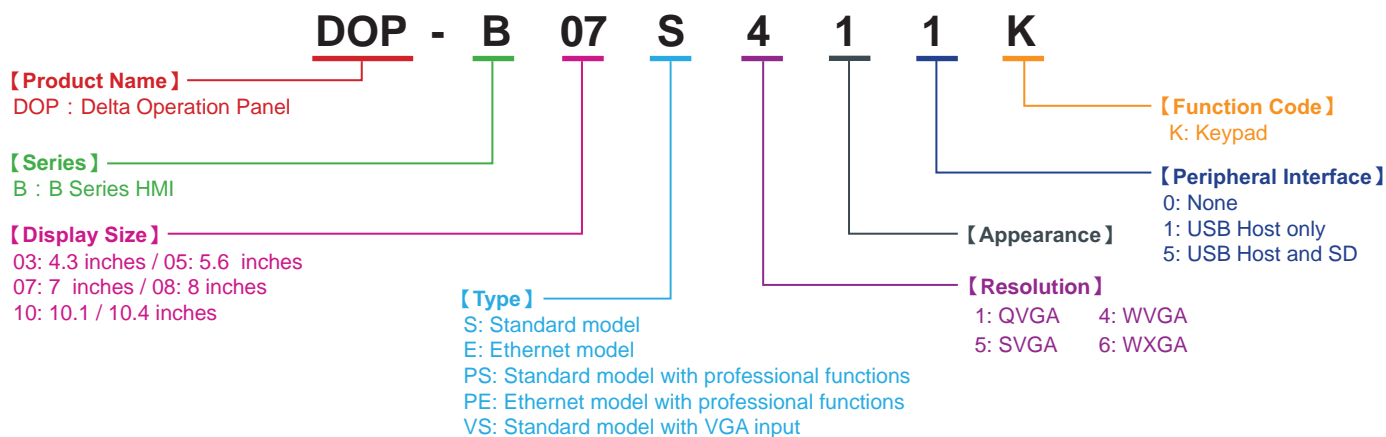 DOP - B 07 S 4 1 1 K
【Product Name】
DOP：Delta Operation Panel
【Series】
B：B Series HMI
【Display Size】
03: 4.3 inches / 05: 5.6 inches
07: 7 inches / 08: 8 inches
10: 10.1 / 10.4 inches
【Type】
S: Standard model
E: Ethernet model
PS: Standard model with professional functions
PE: Ethernet model with professional functions
VS: Standard model with VGA input
【Function Code】
K: Keypad
【Peripheral Interface】
0: None
1: USB Host only
5: USB Host and SD
【Appearance】
【Resolution】
1: QVGA 4: WVGA
5: SVGA 6: WXGA